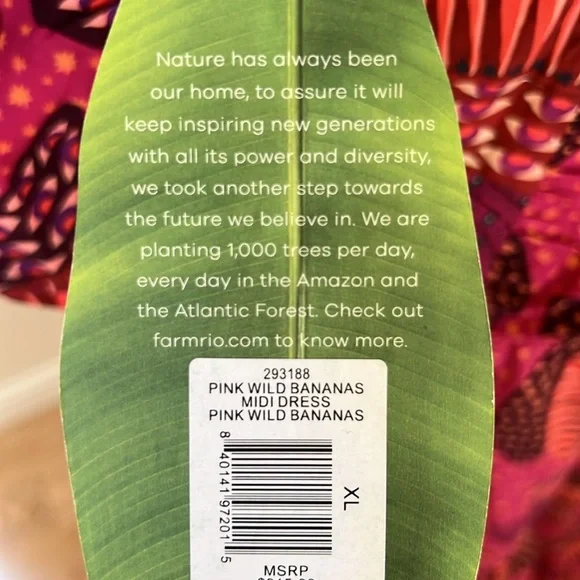 Nature has always been
our home, to assure it will
keep inspiring new generations
with all its power and diversity,
we took another step towards
the future we believe in. We are
planting 1,000 trees per day,
every day in the Amazon and
the Atlantic Forest. Check out
farmrio.com to know more.
293188
PINK WILD BANANAS
MIDI DRESS
PINK WILD BANANAS
8 40141 97201 5
XL
MSRP